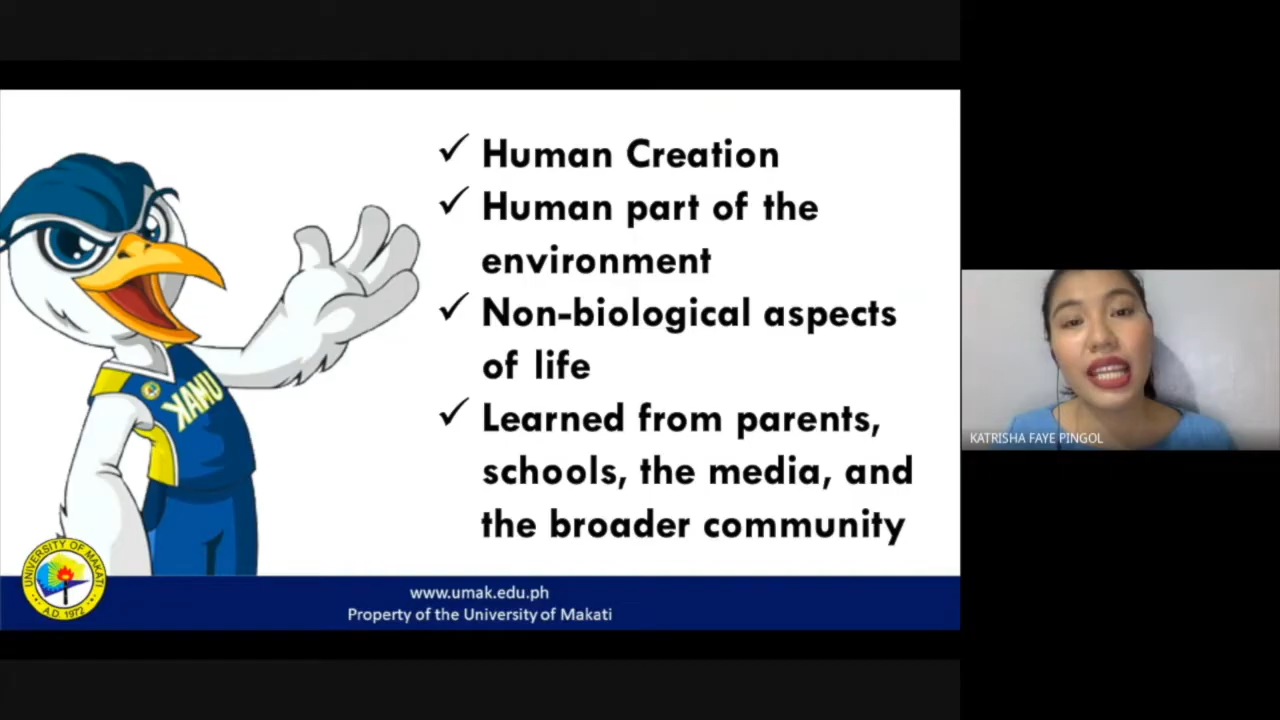 ✓ Human Creation
✓ Human part of the
environment
✓ Non-biological aspects
of life
✓ Learned from parents,
schools, the media, and
the broader community
KATRISHA FAYE PINGOL
UMAK
UNIVERSITY OF MAKATI
A.D. 1972
www.umak.edu.ph
Property of the University of Makati